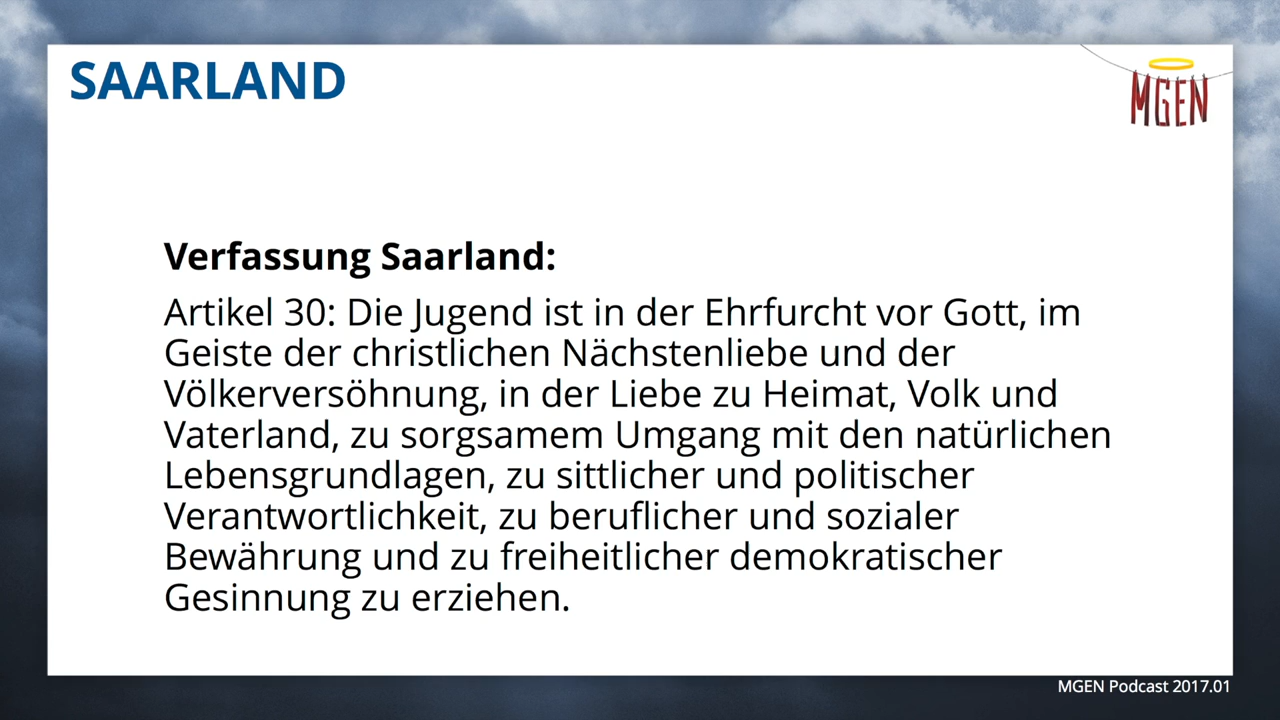 SAARLAND
MGEN
Verfassung Saarland:
Artikel 30: Die Jugend ist in der Ehrfurcht vor Gott, im
Geiste der christlichen Nächstenliebe und der
Völkerversöhnung, in der Liebe zu Heimat, Volk und
Vaterland, zu sorgsamem Umgang mit den natürlichen
Lebensgrundlagen, zu sittlicher und politischer
Verantwortlichkeit, zu beruflicher und sozialer
Bewährung und zu freiheitlicher demokratischer
Gesinnung zu erziehen.
MGEN Podcast 2017.01